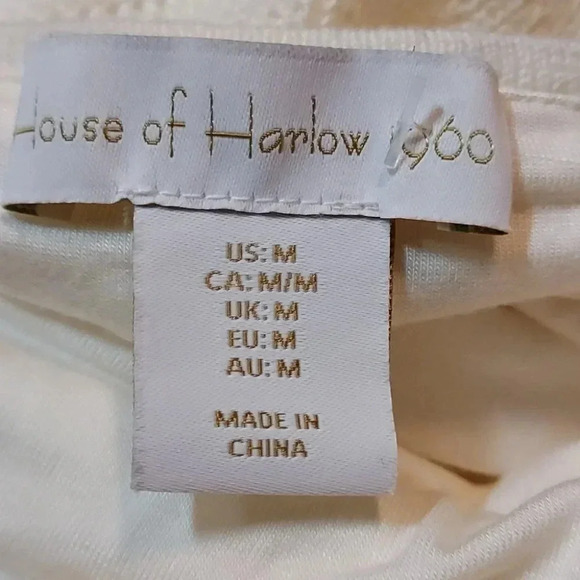 House of Harlow 1960
US: M
CA: M/M
UK: M
EU: M
AU: M
MADE IN
CHINA